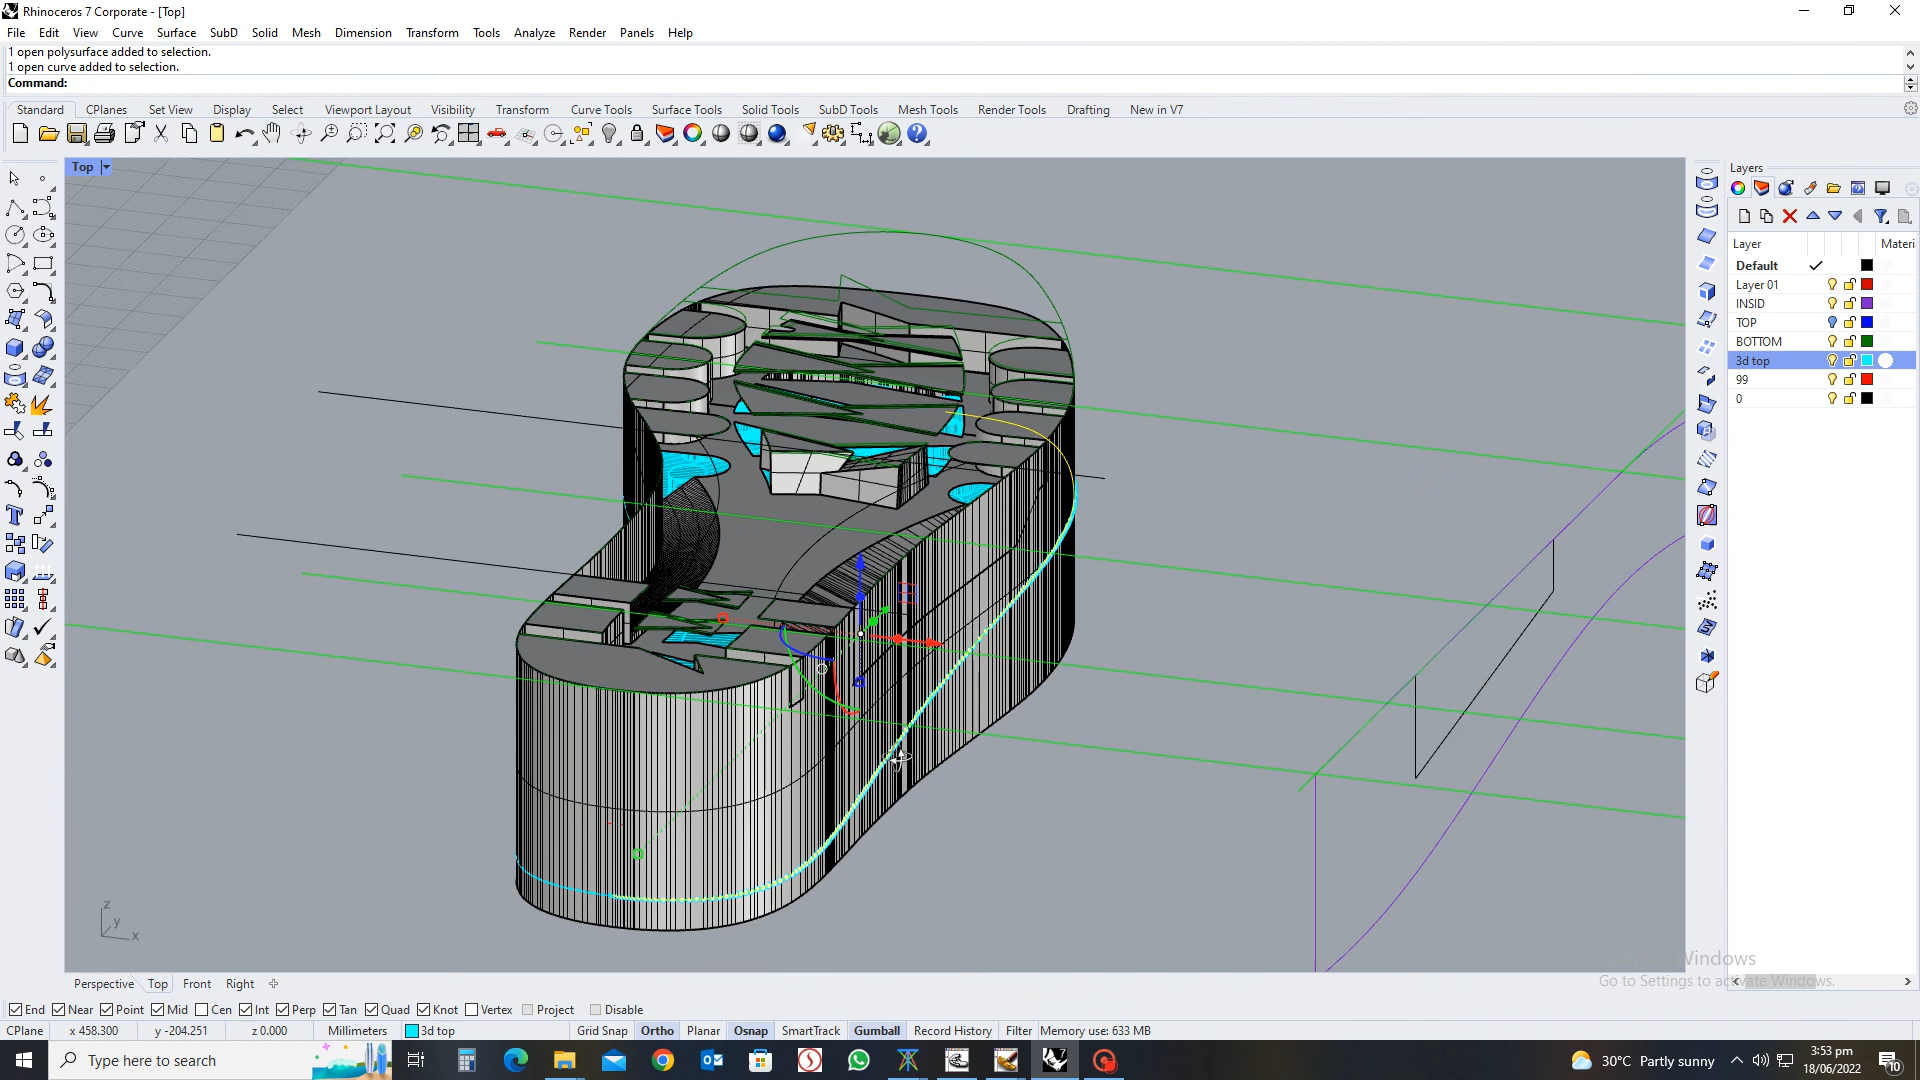 Rhinoceros 7 Corporate - [Top]
File Edit View Curve Surface SubD Solid Mesh Dimension Transform Tools Analyze Render Panels Help
1 open polysurface added to selection.
1 open curve added to selection.
Command:
Standard CPlanes Set View Display Select Viewport Layout Visibility Transform Curve Tools Surface Tools Solid Tools SubD Tools Mesh Tools Render Tools Drafting New in V7
Top
Layers
Layer Materi
Default
Layer 01
INSID
TOP
BOTTOM
3d top
99
0
z
y
x
Activate Windows
Go to Settings to activate Windows.
Perspective Top Front Right
End Near Point Mid Cen Int Perp Tan Quad Knot Vertex Project Disable
CPlane x 458.300 y -204.251 z 0.000 Millimeters 3d top Grid Snap Ortho Planar Osnap SmartTrack Gumball Record History Filter Memory use: 633 MB
Type here to search
30°C Partly sunny
3:53 pm
18/06/2022
10